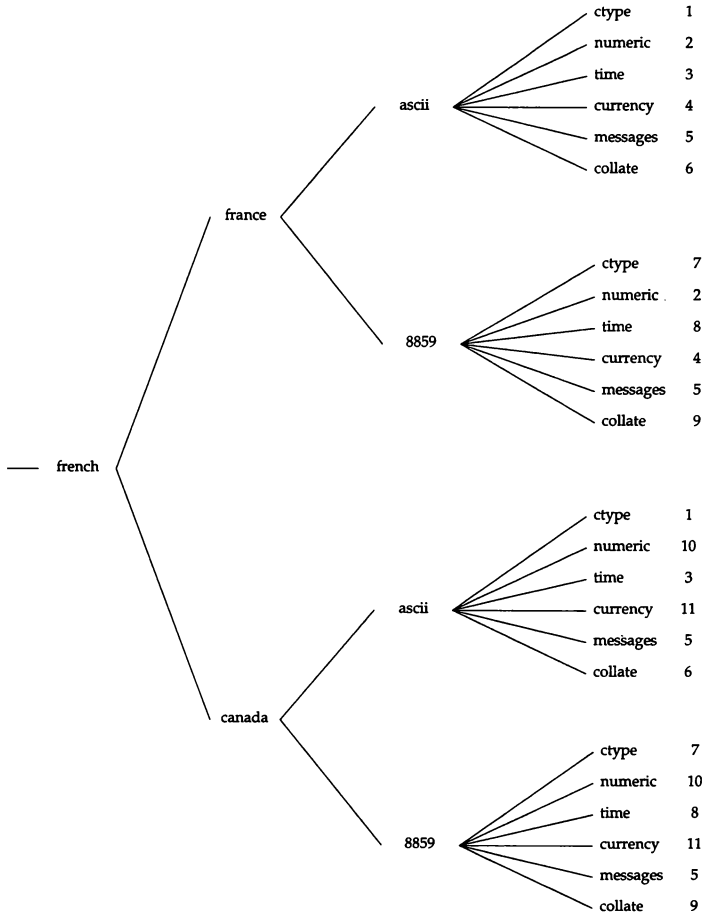 ctype 1
numeric 2
time 3
ascii
currency 4
messages 5
collate 6
france
ctype 7
numeric 2
time 8
8859
currency 4
messages 5
collate 9
french
ctype 1
numeric 10
time 3
ascii
currency 11
messages 5
collate 6
canada
ctype 7
numeric 10
time 8
8859
currency 11
messages 5
collate 9